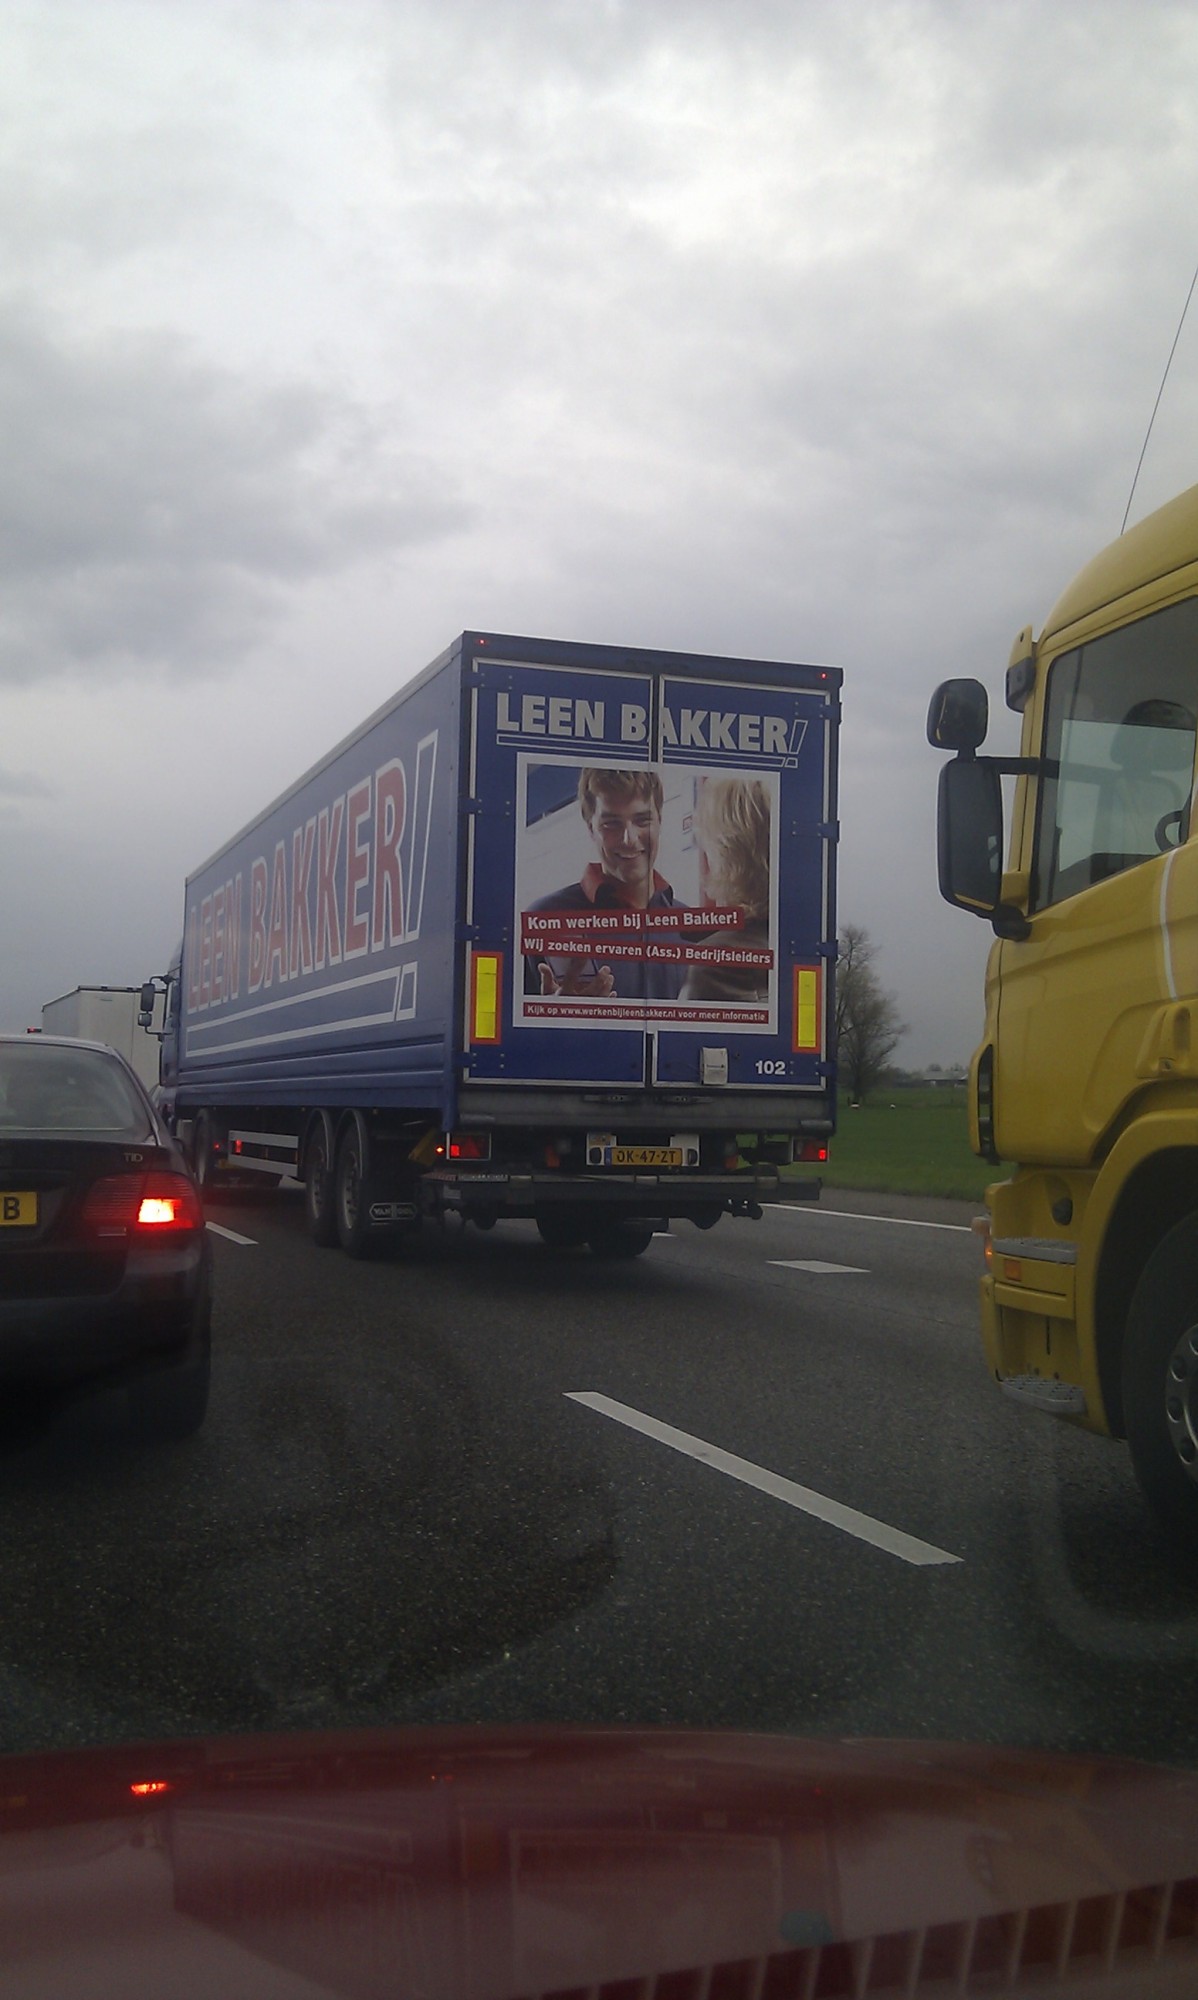 LEEN BAKKER!
LEEN BAKKER!
Kom werken bij Leen Bakker!
Wij zoeken ervaren (Ass.) Bedrijfsleiders
Kijk op www.werkenbijleenbakker.nl voor meer informatie
102
OK-47-ZT
TID
B